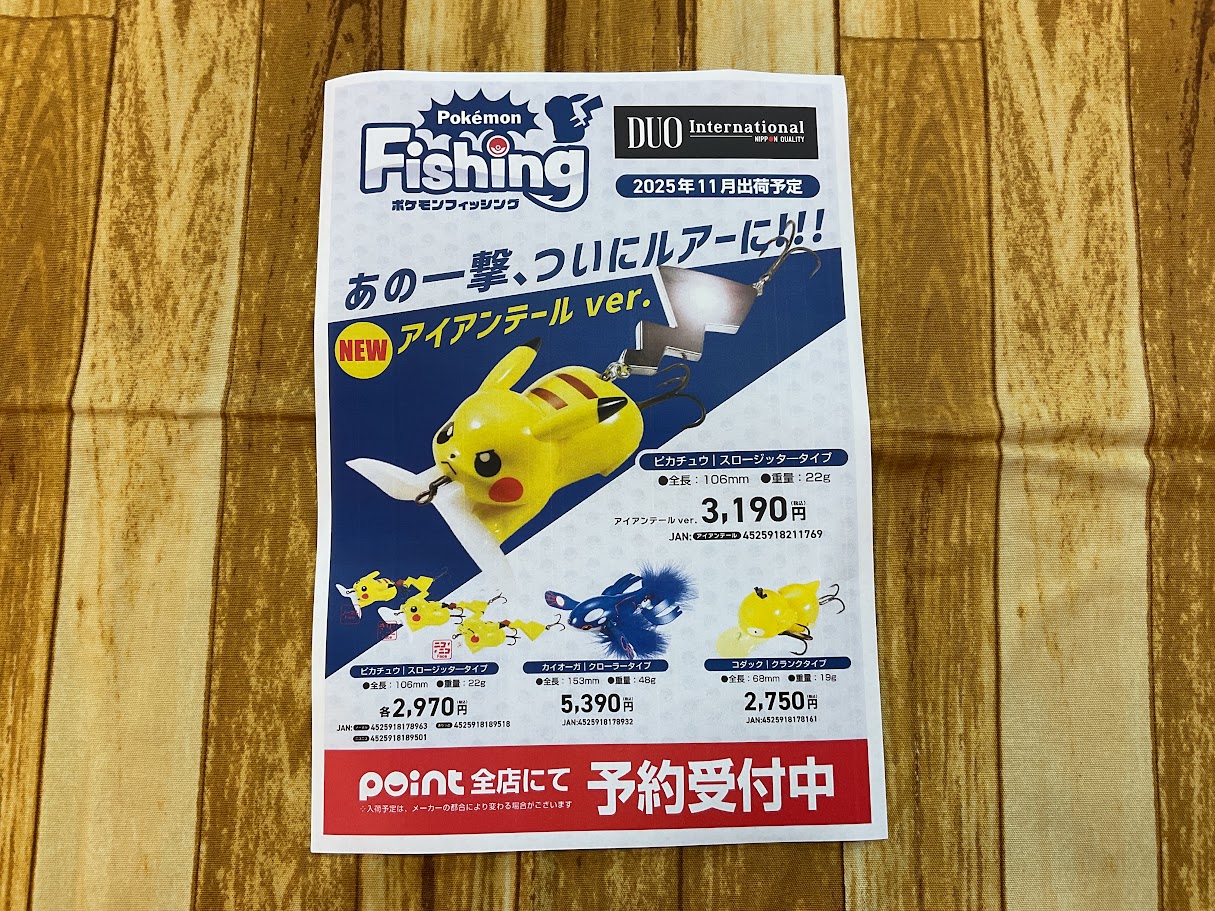 Pokémon
Fishing
ポケモンフィッシング
DUO International
NIPPON QUALITY
2025年11月出荷予定
あの一撃、ついにルアーに!!!
NEW アイアンテール ver.
ピカチュウ|スロージッタータイプ
●全長：106mm ●重量：22g
アイアンテール ver. 3,190円(税込)
JAN: アイアンテール 4525918211769
ピカチュウ|スロージッタータイプ
●全長：106mm ●重量：22g
各2,970円(税込)
JAN: 4525918178963 4525918189518
4525918189501
カイオーガ|クローラータイプ
●全長：153mm ●重量：48g
5,390円(税込)
JAN:4525918178932
コダック|クランクタイプ
●全長：68mm ●重量：19g
2,750円(税込)
JAN:4525918178161
point 全店にて 予約受付中
※入荷予定は、メーカーの都合により変わる場合がございます